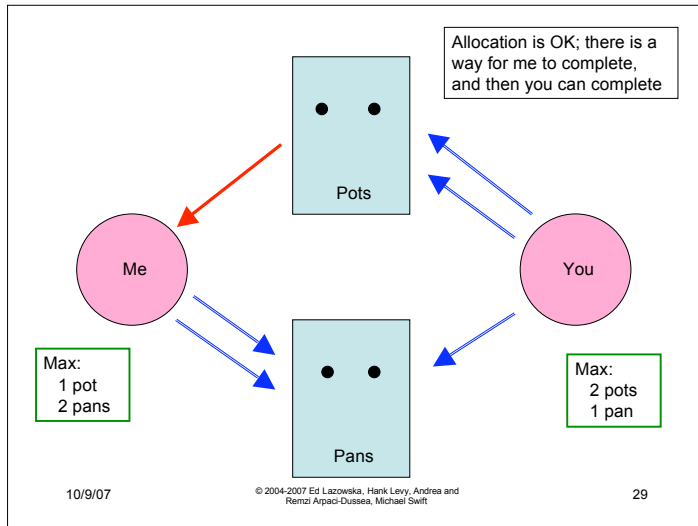 Allocation is OK; there is a
way for me to complete,
and then you can complete
Pots
Me
You
Max:
1 pot
2 pans
Max:
2 pots
1 pan
Pans
10/9/07
© 2004-2007 Ed Lazowska, Hank Levy, Andrea and
Remzi Arpaci-Dussea, Michael Swift
29